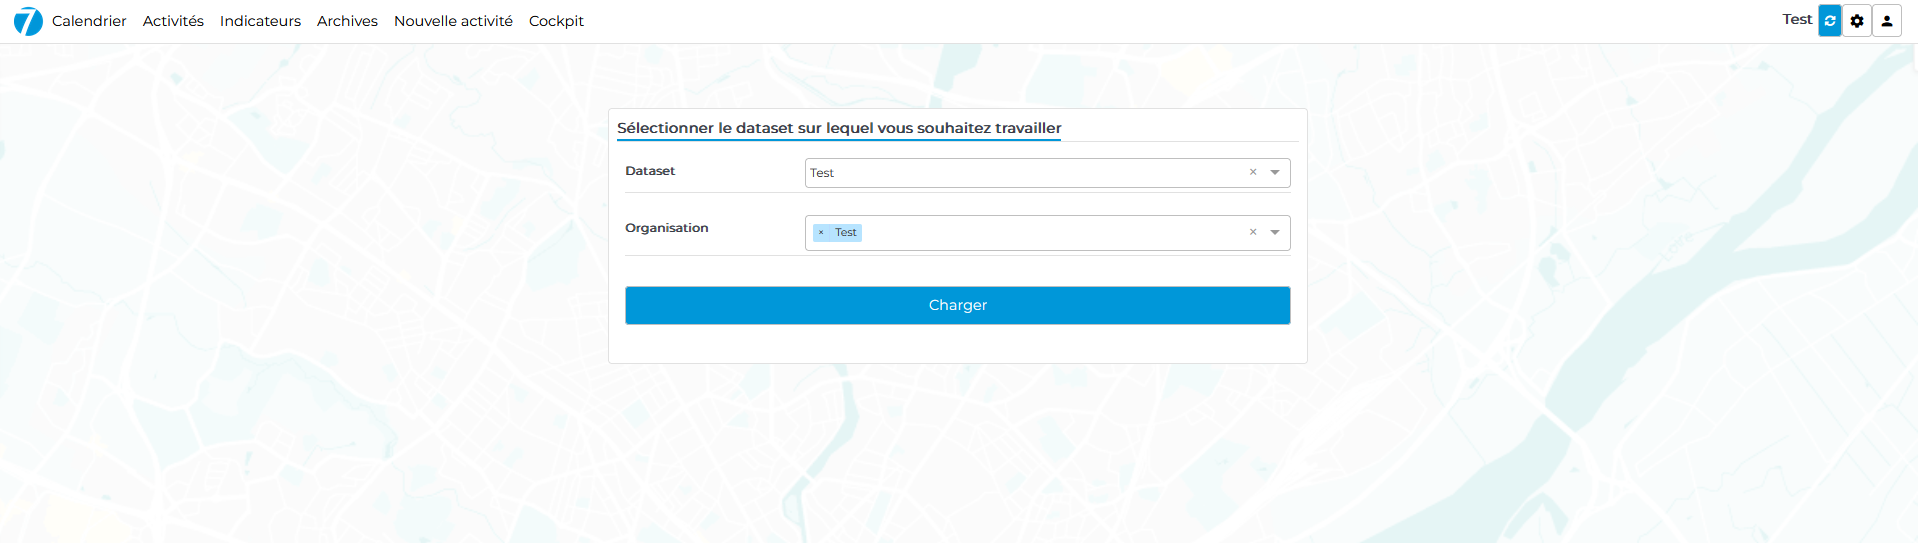 7 Calendrier Activités Indicateurs Archives Nouvelle activité Cockpit Test
Sélectionner le dataset sur lequel vous souhaitez travailler
Dataset Test × 
Organisation × Test ×
Charger